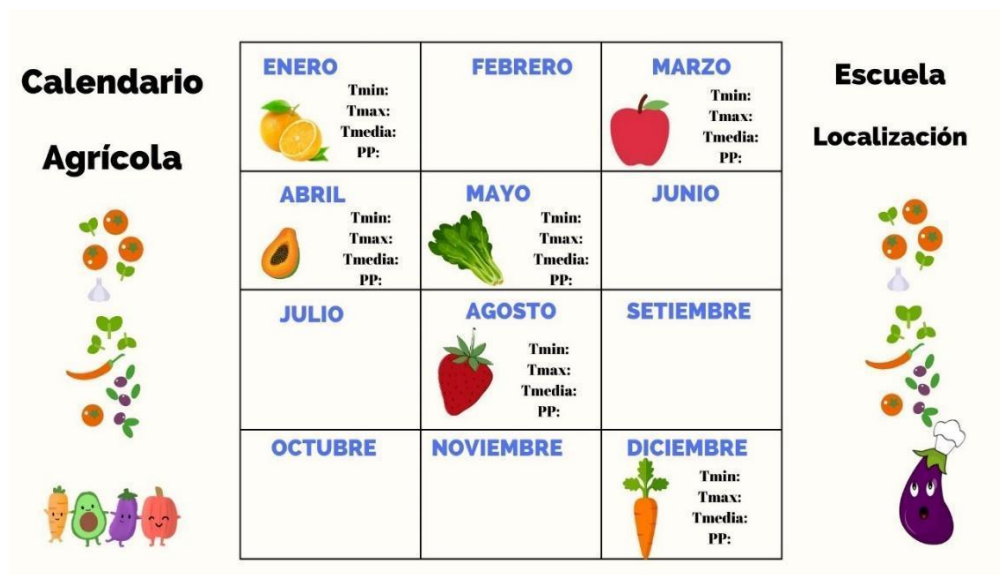 Calendario
Agrícola
ENERO
Tmin:
Tmax:
Tmedia:
PP:
FEBRERO
MARZO
Tmin:
Tmax:
Tmedia:
PP:
ABRIL
Tmin:
Tmax:
Tmedia:
PP:
MAYO
Tmin:
Tmax:
Tmedia:
PP:
JUNIO
JULIO
AGOSTO
Tmin:
Tmax:
Tmedia:
PP:
SETIEMBRE
OCTUBRE
NOVIEMBRE
DICIEMBRE
Tmin:
Tmax:
Tmedia:
PP:
Escuela
Localización